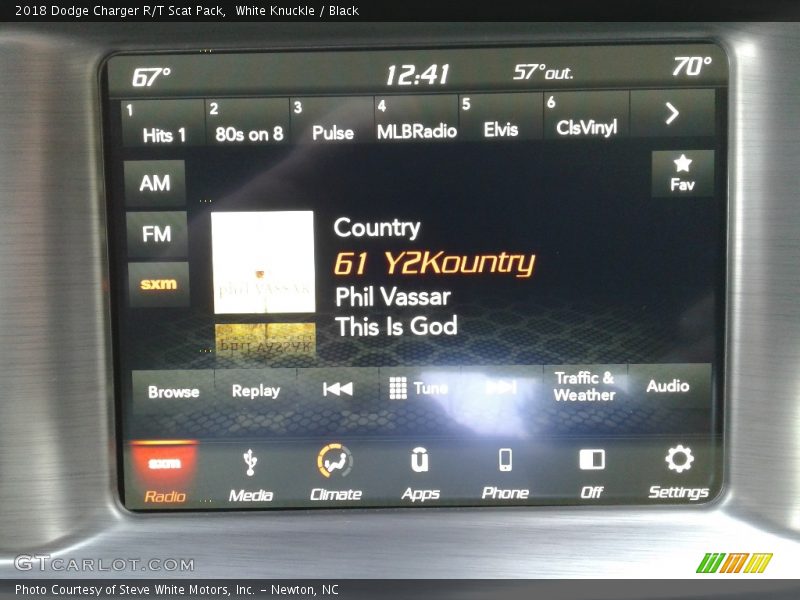 2018 Dodge Charger R/T Scat Pack,  White Knuckle / Black
67° 12:41 57°out. 70°
1 Hits 1 2 80s on 8 3 Pulse 4 MLBRadio 5 Elvis 6 ClsVinyl
AM
Fav
FM
sxm
phil VASSAR
Country
61 Y2Kountry
Phil Vassar
This Is God
Browse Replay Tune Traffic & Weather Audio
sxm
Radio Media Climate Apps Phone Off Settings
GTCARLOT.COM
Photo Courtesy of Steve White Motors, Inc. – Newton, NC